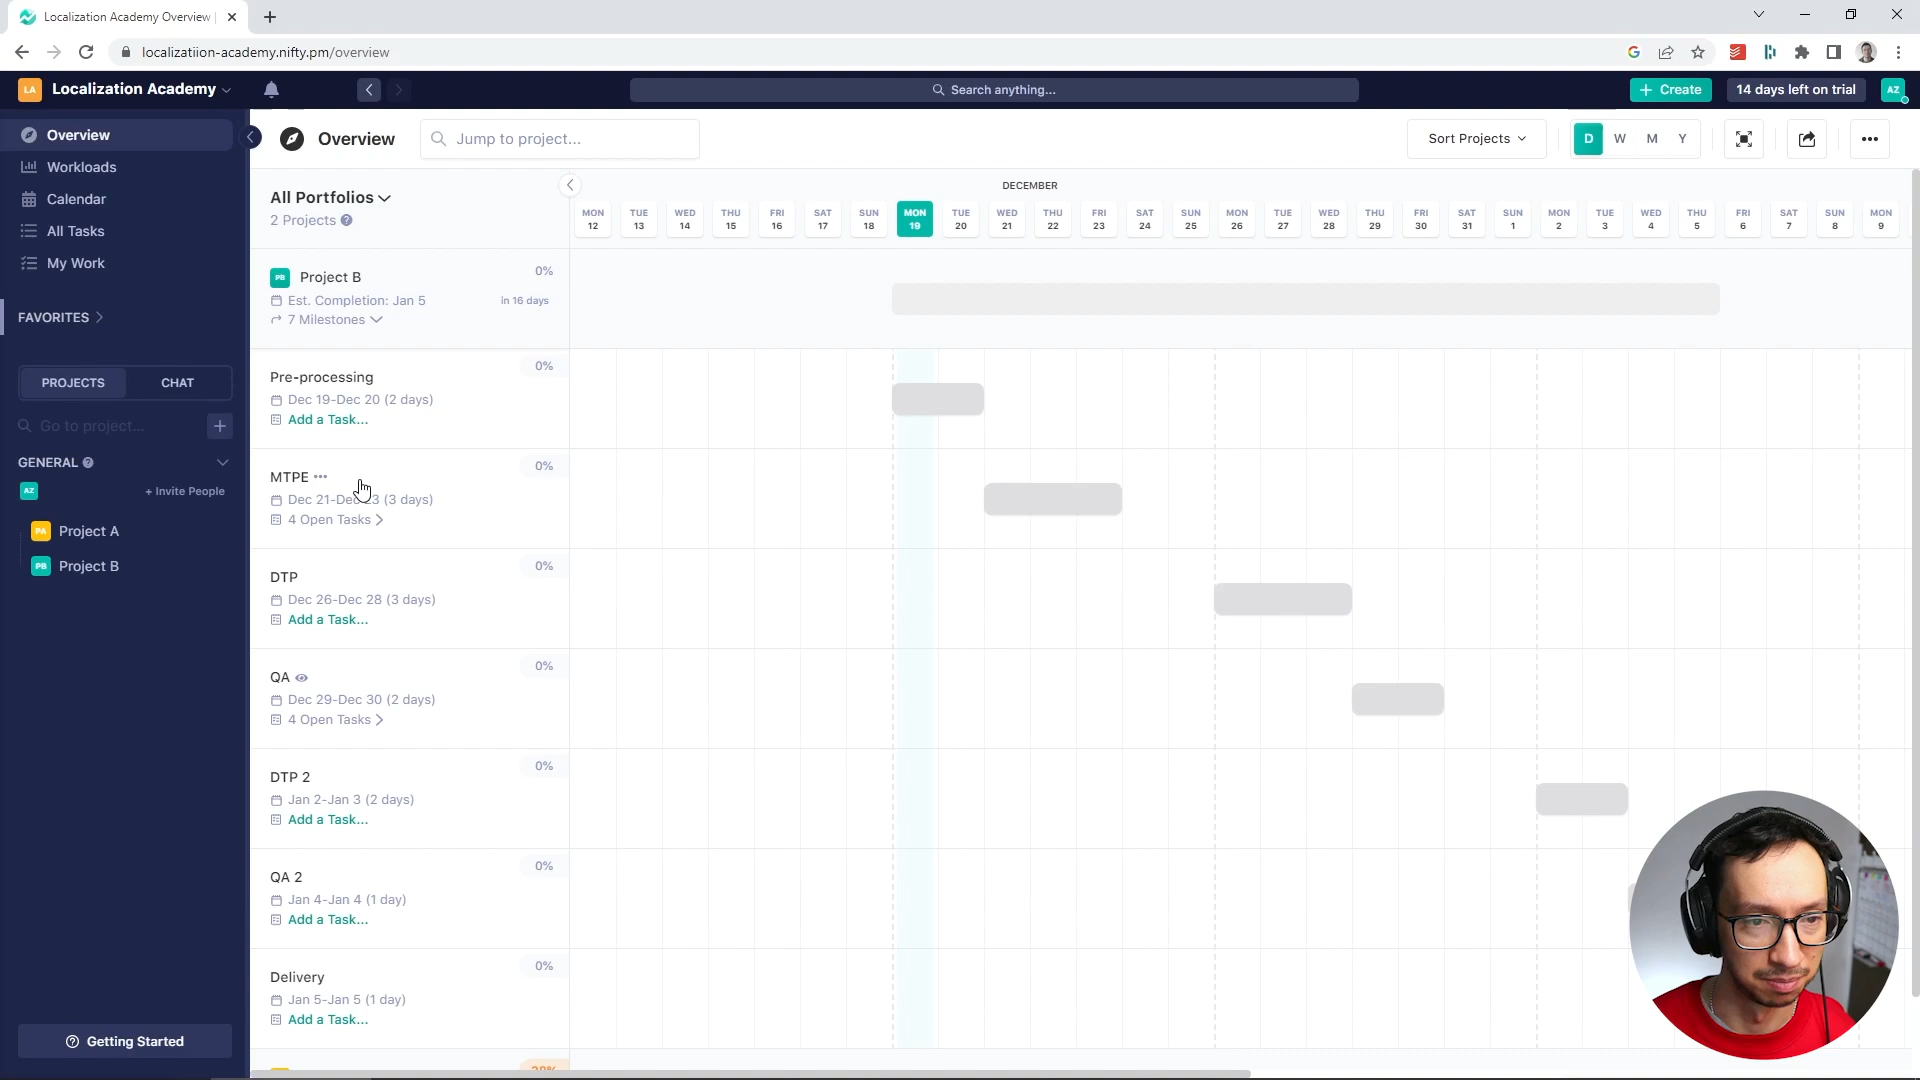 Localization Academy Overview |
localizatiion-academy.nifty.pm/overview
LA Localization Academy
Search anything...
+ Create
14 days left on trial
AZ
Overview
Workloads
Calendar
All Tasks
My Work
FAVORITES
PROJECTS CHAT
Go to project...
GENERAL
AZ + Invite People
PA Project A
PB Project B
Getting Started
Overview
Jump to project...
Sort Projects
D W M Y
All Portfolios
2 Projects
DECEMBER
MON TUE WED THU FRI SAT SUN MON TUE WED THU FRI SAT SUN MON TUE WED THU FRI SAT SUN MON TUE WED THU FRI SAT SUN MON
12 13 14 15 16 17 18 19 20 21 22 23 24 25 26 27 28 29 30 31 1 2 3 4 5 6 7 8 9
PB Project B 0%
Est. Completion: Jan 5 in 16 days
7 Milestones
Pre-processing 0%
Dec 19-Dec 20 (2 days)
Add a Task...
MTPE 0%
Dec 21-Dec 3 (3 days)
4 Open Tasks
DTP 0%
Dec 26-Dec 28 (3 days)
Add a Task...
QA 0%
Dec 29-Dec 30 (2 days)
4 Open Tasks
DTP 2 0%
Jan 2-Jan 3 (2 days)
Add a Task...
QA 2 0%
Jan 4-Jan 4 (1 day)
Add a Task...
Delivery 0%
Jan 5-Jan 5 (1 day)
Add a Task...